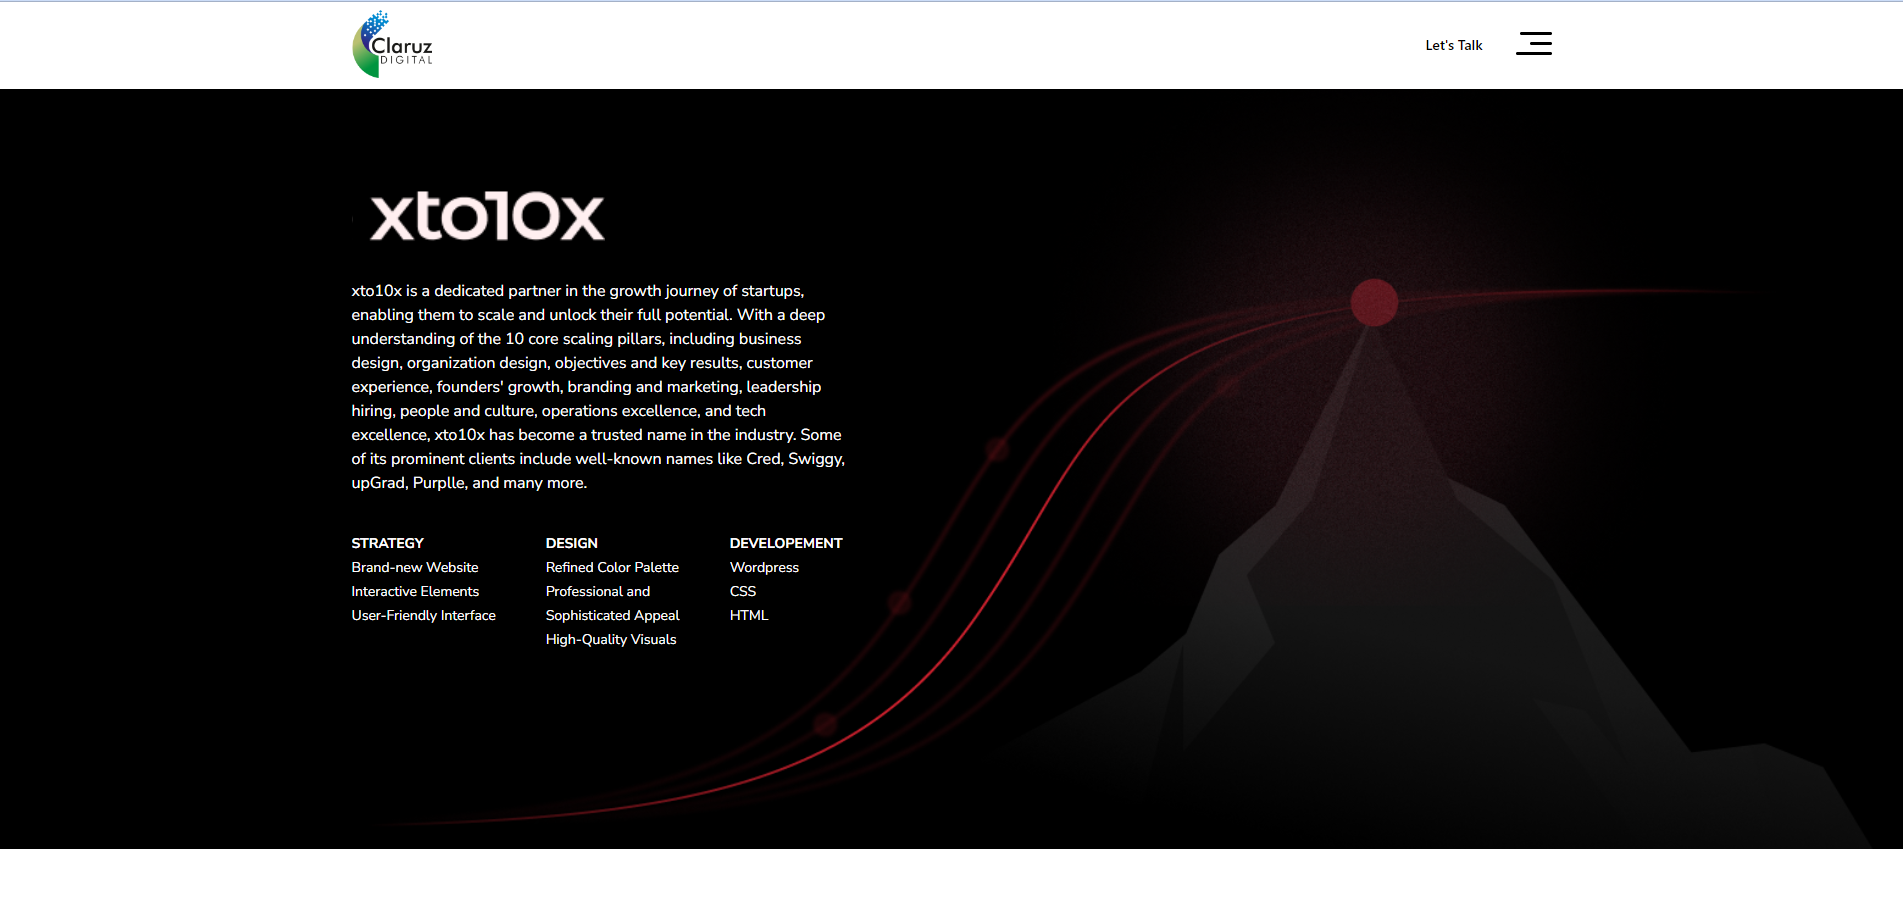 Claruz
DIGITAL
Let's Talk
xto10x
xto10x is a dedicated partner in the growth journey of startups,
enabling them to scale and unlock their full potential. With a deep
understanding of the 10 core scaling pillars, including business
design, organization design, objectives and key results, customer
experience, founders' growth, branding and marketing, leadership
hiring, people and culture, operations excellence, and tech
excellence, xto10x has become a trusted name in the industry. Some
of its prominent clients include well-known names like Cred, Swiggy,
upGrad, Purplle, and many more.
STRATEGY
Brand-new Website
Interactive Elements
User-Friendly Interface
DESIGN
Refined Color Palette
Professional and
Sophisticated Appeal
High-Quality Visuals
DEVELOPEMENT
Wordpress
CSS
HTML